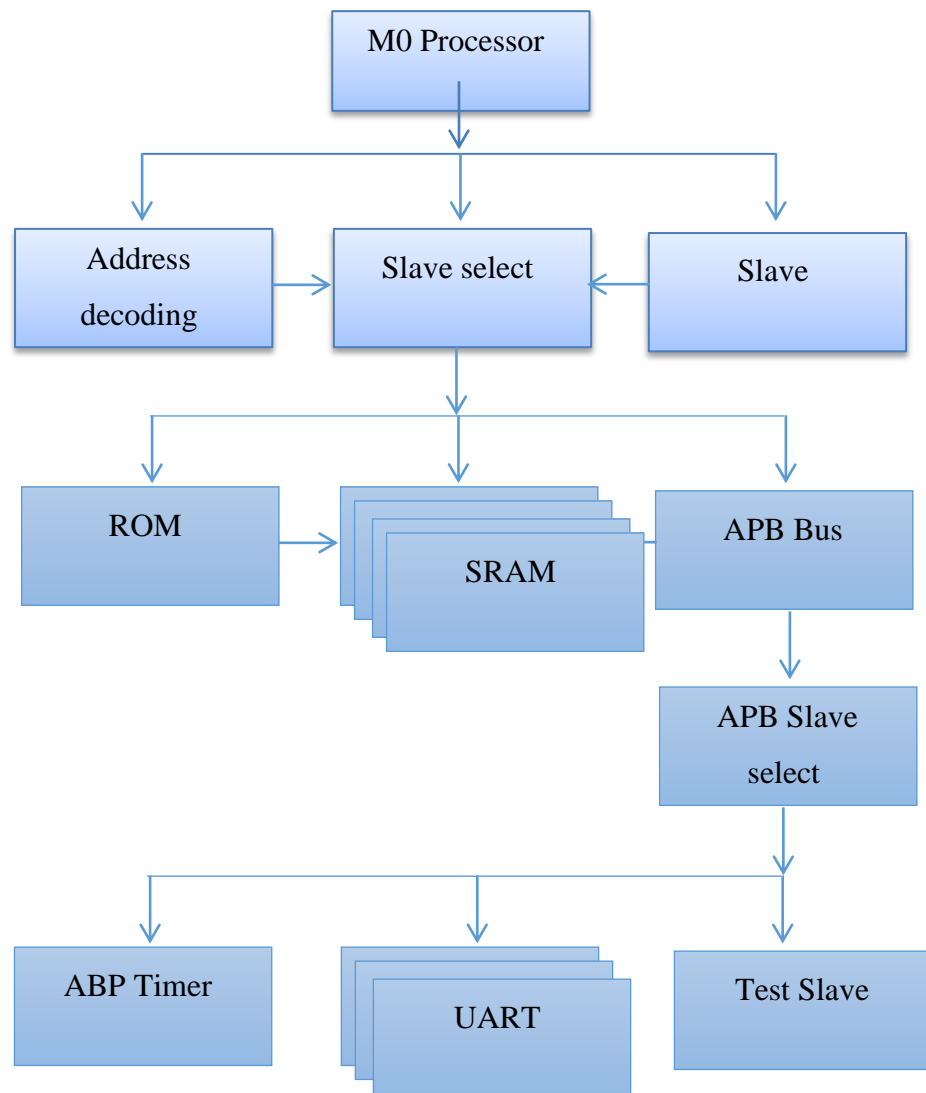 M0 Processor
Address
decoding
Slave select
Slave
ROM
SRAM
APB Bus
APB Slave
select
ABP Timer
UART
Test Slave